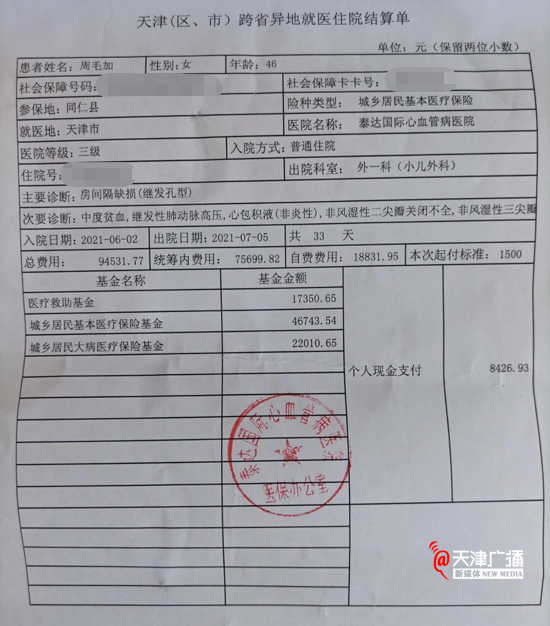 天津(区、市）跨省异地就医住院结算单
单位：元（保留两位小数）
患者姓名：周毛加 性别：女 年龄：46
社会保障号码： 社会保障卡卡号：
参保地：同仁县 险种类型： 城乡居民基本医疗保险
就医地：天津市 医院名称： 泰达国际心血管病医院
医院等级：三级 入院方式：普通住院
住院号： 出院科室： 外一科（小儿外科）
主要诊断：房间隔缺损(继发孔型)
次要诊断：中度贫血,继发性肺动脉高压,心包积液(非炎性),非风湿性二尖瓣关闭不全,非风湿性三尖瓣
入院日期：2021-06-02 出院日期：2021-07-05 共 33 天
总费用： 94531.77 统筹内费用： 75699.82 自费费用：18831.95 本次起付标准：1500
基金名称 基金金额
医疗救助基金 17350.65
城乡居民基本医疗保险基金 46743.54
城乡居民大病医疗保险基金 22010.65
个人现金支付 8426.93
泰达国际心血管病医院
医保办公室
@天津广播
新媒体 NEW MEDIA